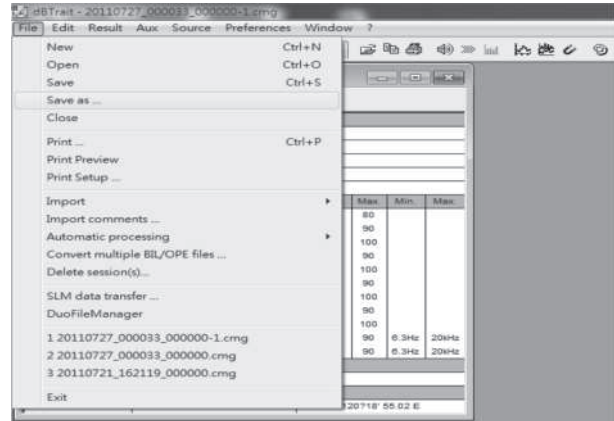 dBTrait - 20110727_000033_000000-1.cmg
File Edit Result Aux Source Preferences Window ?
New Ctrl+N
Open Ctrl+O
Save Ctrl+S
Save as ...
Close
Print ... Ctrl+P
Print Preview
Print Setup ...
Import
Import comments ...
Automatic processing
Convert multiple BIL/OPE files ...
Delete session(s)...
SLM data transfer ...
DuoFileManager
1 20110727_000033_000000-1.cmg
2 20110727_000033_000000.cmg
3 20110721_162119_000000.cmg
Exit
Max. Min. Max.
80
90
100
90
100
90
100
90
100
90 6.3Hz 20kHz
90 6.3Hz 20kHz
120?18' 55.02 E